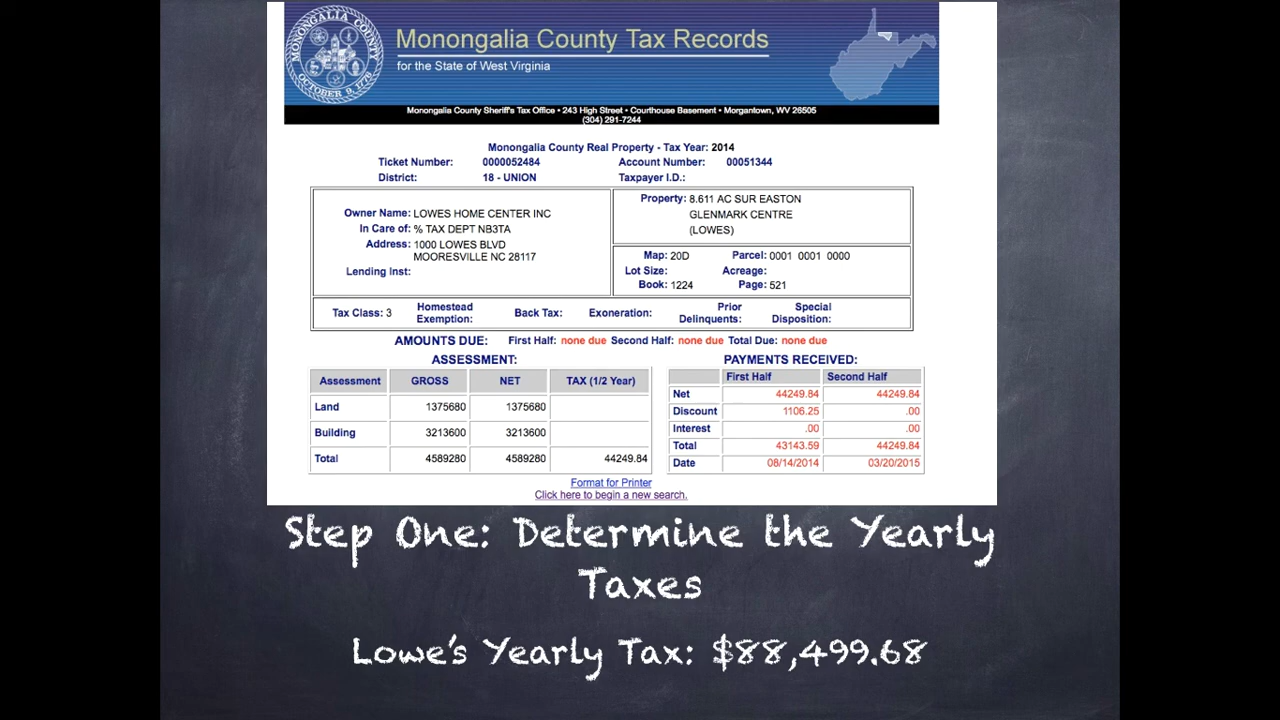 MONONGALIA COUNTY
OCTOBER 9, 1776
Monongalia County Tax Records
for the State of West Virginia
Monongalia County Sheriff's Tax Office • 243 High Street • Courthouse Basement • Morgantown, WV 26505
(304) 291-7244
Monongalia County Real Property - Tax Year: 2014
Ticket Number: 0000052484 Account Number: 00051344
District: 18 - UNION Taxpayer I.D.:
Owner Name: LOWES HOME CENTER INC
In Care of: % TAX DEPT NB3TA
Address: 1000 LOWES BLVD
MOORESVILLE NC 28117
Lending Inst:
Property: 8.611 AC SUR EASTON
GLENMARK CENTRE
(LOWES)
Map: 20D Parcel: 0001 0001 0000
Lot Size: Acreage:
Book: 1224 Page: 521
Tax Class: 3 Homestead Exemption: Back Tax: Exoneration: Prior Delinquents: Special Disposition:
AMOUNTS DUE: First Half: none due Second Half: none due Total Due: none due
ASSESSMENT:
Assessment GROSS NET TAX (1/2 Year)
Land 1375680 1375680
Building 3213600 3213600
Total 4589280 4589280 44249.84
PAYMENTS RECEIVED:
First Half Second Half
Net 44249.84 44249.84
Discount 1106.25 .00
Interest .00 .00
Total 43143.59 44249.84
Date 08/14/2014 03/20/2015
Format for Printer
Click here to begin a new search.
Step One: Determine the Yearly
Taxes
Lowe's Yearly Tax: $88,499.68